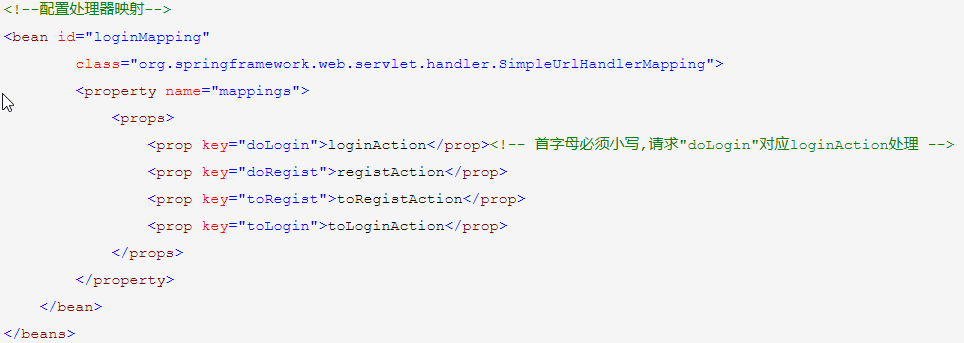 <!--配置处理器映射-->
<bean id="loginMapping"
class="org.springframework.web.servlet.handler.SimpleUrlHandlerMapping">
<property name="mappings">
<props>
<prop key="doLogin">loginAction</prop><!-- 首字母必须小写,请求"doLogin"对应loginAction处理 -->
<prop key="doRegist">registAction</prop>
<prop key="toRegist">toRegistAction</prop>
<prop key="toLogin">toLoginAction</prop>
</props>
</property>
</bean>
</beans>